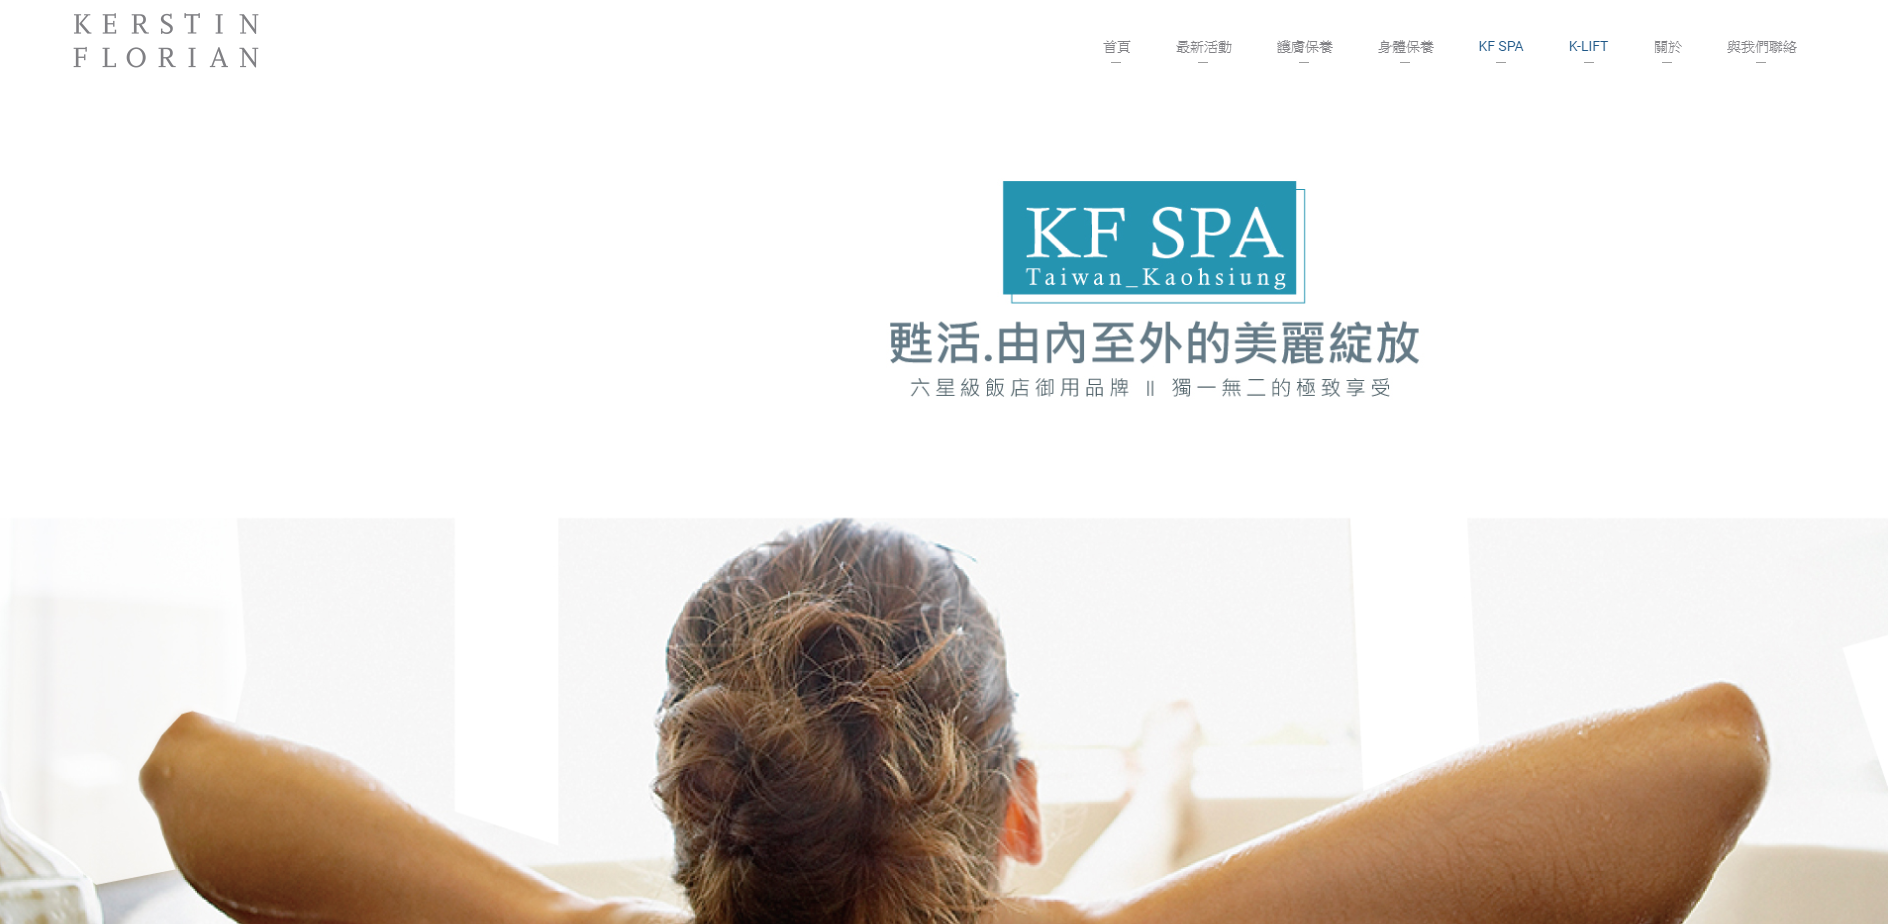 KERSTIN
FLORIAN
首頁 最新活動 護膚保養 身體保養 KF SPA K-LIFT 關於 與我們聯絡
KF SPA
Taiwan_Kaohsiung
甦活.由內至外的美麗綻放
六星級飯店御用品牌 || 獨一無二的極致享受